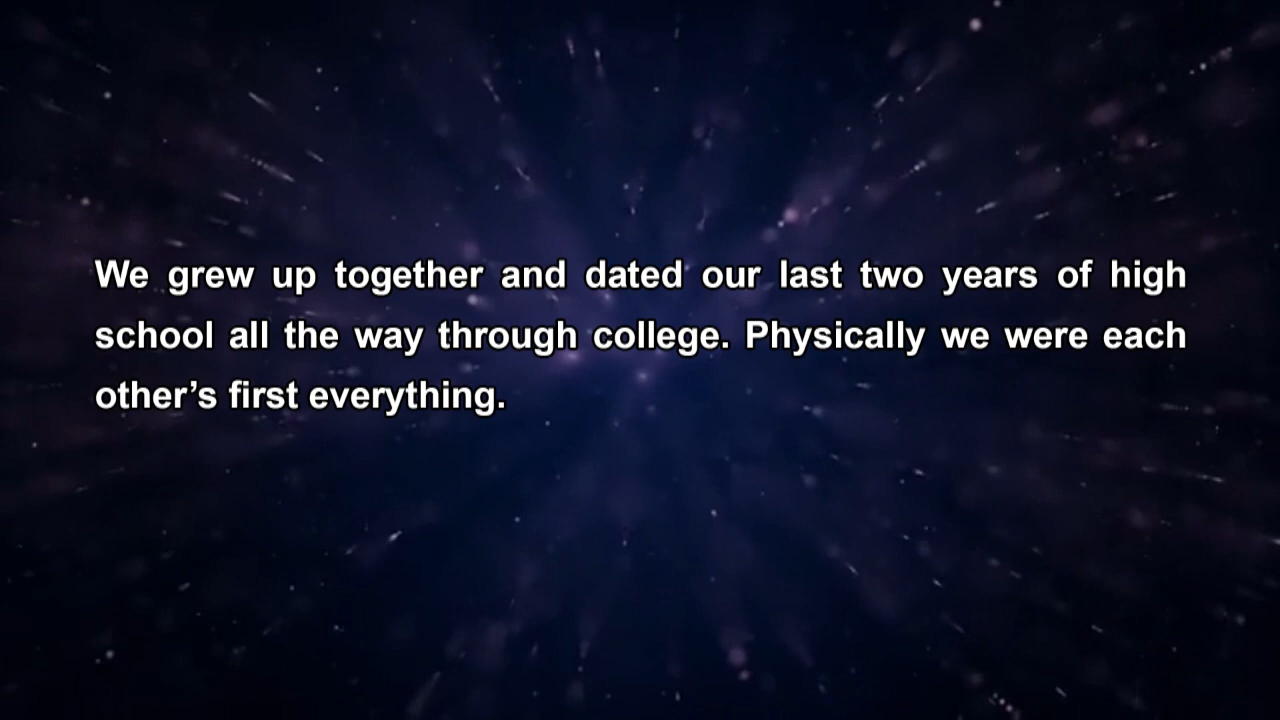 We grew up together and dated our last two years of high
school all the way through college. Physically we were each
other’s first everything.